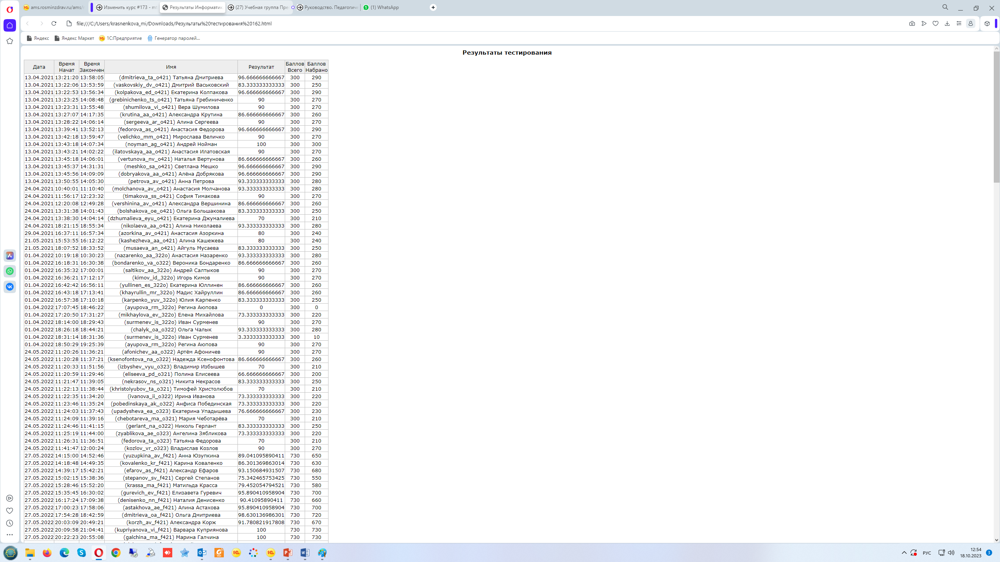 ams.rosminzdrav.ru/ams/
Изменить курс #173 - m
Результаты Информатик
(27) Учебная группа Пре
Руководство. Педагогиче
(1) WhatsApp
file:///C:/Users/krasnenkova_mi/Downloads/Результаты%20тестирования%20162.html
Яндекс Яндекс Маркет 1С:Предприятие Генератор паролей...
Результаты тестирования
Дата Время Начат Время Закончен Имя Результат Баллов Всего Баллов Набрано
13.04.2021 13:21:20 13:58:05 (dmitrieva_ta_o421) Татьяна Дмитриева 96.666666666667 300 290
13.04.2021 13:22:06 13:53:59 (vaskovskiy_dv_o421) Дмитрий Васьковский 83.333333333333 300 250
13.04.2021 13:22:53 13:56:34 (kolpakova_ed_o421) Екатерина Колпакова 96.666666666667 300 290
13.04.2021 13:23:25 14:08:48 (grebinichenko_ts_o421) Татьяна Гребиниченко 90 300 270
13.04.2021 13:23:31 13:55:48 (shumilova_vi_o421) Вера Шумилова 90 300 270
13.04.2021 13:27:07 14:17:35 (krutina_aa_o421) Александра Крутина 86.666666666667 300 260
13.04.2021 13:28:22 14:06:14 (sergeeva_ar_o421) Алина Сергеева 90 300 270
13.04.2021 13:39:41 13:52:13 (fedorova_as_o421) Анастасия Федорова 96.666666666667 300 290
13.04.2021 13:42:18 13:59:47 (velichko_mm_o421) Мирослава Величко 90 300 270
13.04.2021 13:43:18 14:07:34 (noyman_ag_o421) Андрей Нойман 100 300 300
13.04.2021 13:43:21 14:02:22 (ilatovskaya_aa_o421) Анастасия Илатовская 90 300 270
13.04.2021 13:45:18 14:06:01 (vertunova_nv_o421) Наталья Вертунова 86.666666666667 300 260
13.04.2021 13:45:37 14:31:31 (meshko_sa_o421) Светлана Мешко 96.666666666667 300 290
13.04.2021 13:45:56 14:09:09 (dobryakova_aa_o421) Алёна Добрякова 96.666666666667 300 290
13.04.2021 13:50:55 14:05:30 (petrova_av_o421) Анна Петрова 93.333333333333 300 280
24.04.2021 10:40:01 11:10:40 (molchanova_av_o421) Анастасия Молчанова 93.333333333333 300 280
24.04.2021 11:56:17 12:23:32 (timakova_ss_o421) София Тимакова 90 300 270
24.04.2021 12:20:08 12:49:28 (vershinina_av_o421) Александра Вершинина 86.666666666667 300 260
24.04.2021 13:31:38 14:01:43 (bolshakova_oe_o421) Ольга Большакова 83.333333333333 300 250
24.04.2021 13:38:30 14:04:14 (dzhumalieva_eyu_o421) Екатерина Джумалиева 70 300 210
24.04.2021 18:21:15 18:55:34 (nikolaeva_aa_o421) Алина Николаева 93.333333333333 300 280
29.04.2021 16:37:11 16:57:34 (azorkina_av_o421) Анастасия Азоркина 80 300 240
21.05.2021 15:53:55 16:12:22 (kashezheva_aa_o421) Алина Кашежева 80 300 240
21.05.2021 18:07:52 18:33:52 (musaeva_an_o421) Айгуль Мусаева 83.333333333333 300 250
01.04.2022 10:19:18 10:30:23 (nazarenko_aa_322o) Анастасия Назаренко 93.333333333333 300 280
01.04.2022 16:18:31 16:30:38 (bondarenko_va_o322) Вероника Бондаренко 86.666666666667 300 260
01.04.2022 16:35:32 17:00:01 (saltikov_aa_322o) Андрей Салтыков 90 300 270
01.04.2022 16:36:21 17:12:17 (kimov_id_322o) Игорь Кимов 90 300 270
01.04.2022 16:42:42 16:56:11 (yullinen_es_322o) Екатерина Юллинен 86.666666666667 300 260
01.04.2022 16:43:18 17:13:41 (khayrullin_mr_322o) Мадис Хайруллин 86.666666666667 300 260
01.04.2022 16:57:38 17:10:18 (karpenko_yuv_322o) Юлия Карпенко 83.333333333333 300 250
01.04.2022 17:07:45 18:46:22 (ayupova_rm_322o) Регина Аюпова 0 300 0
01.04.2022 17:20:50 17:31:27 (mikhaylova_ev_322o) Елена Михайлова 73.333333333333 300 220
01.04.2022 18:14:00 18:29:43 (surmenev_is_322o) Иван Сурменев 90 300 270
01.04.2022 18:26:18 18:44:21 (chalyk_oa_o322) Ольга Чалык 93.333333333333 300 280
01.04.2022 18:31:14 18:31:36 (surmenev_is_322o) Иван Сурменев 3.3333333333333 300 10
01.04.2022 18:50:29 19:25:39 (ayupova_rm_322o) Регина Аюпова 90 300 270
24.05.2022 11:20:26 11:36:21 (afonichev_aa_o322) Артём Афоничев 90 300 270
24.05.2022 11:20:28 11:37:21 (ksenofontova_na_o322) Надежда Ксенофонтова 86.666666666667 300 260
24.05.2022 11:20:33 11:51:56 (izbyshev_vyu_o323) Владимир Избышев 70 300 210
24.05.2022 11:20:59 11:29:46 (eliseeva_pd_o321) Полина Елисеева 66.666666666667 300 200
24.05.2022 11:21:47 11:39:05 (nekrasov_ns_o321) Никита Некрасов 83.333333333333 300 250
24.05.2022 11:22:13 11:38:44 (khristolyubov_ta_o321) Тимофей Христолюбов 70 300 210
24.05.2022 11:22:35 11:34:20 (ivanova_ii_o322) Ирина Иванова 73.333333333333 300 220
24.05.2022 11:23:46 11:35:24 (pobedinskaya_ak_o322) Анфиса Побединская 73.333333333333 300 220
24.05.2022 11:24:03 11:37:43 (upadysheva_ea_o323) Екатерина Упадышева 76.666666666667 300 230
24.05.2022 11:24:09 11:39:16 (chebotareva_ma_o321) Мария Чеботарёва 70 300 210
24.05.2022 11:24:46 11:41:15 (gerlant_na_o322) Николь Герлант 83.333333333333 300 250
24.05.2022 11:25:19 11:44:00 (zyablikova_ae_o323) Ангелина Зябликова 73.333333333333 300 220
24.05.2022 11:26:31 11:36:51 (fedorova_ta_o323) Татьяна Федорова 70 300 210
24.05.2022 11:41:47 12:00:24 (kozlov_vr_o323) Владислав Козлов 90 300 270
27.05.2022 14:15:00 14:52:46 (yuzupkina_av_f421) Анна Юзупкина 89.041095890411 730 650
27.05.2022 14:18:48 14:49:35 (kovalenko_kr_f421) Карина Коваленко 86.301369863014 730 630
27.05.2022 14:39:17 15:42:21 (efarov_as_f421) Александр Ефаров 93.150684931507 730 680
27.05.2022 15:02:15 15:38:36 (stepanov_sv_f421) Сергей Степанов 75.342465753425 730 550
27.05.2022 15:28:46 15:52:20 (krassa_ma_f421) Матильда Красса 79.452054794521 730 580
27.05.2022 15:35:45 16:30:02 (gurevich_ev_f421) Елизавета Гуревич 95.890410958904 730 700
27.05.2022 16:17:24 17:09:38 (denisenko_nn_f421) Наталия Денисенко 90.41095890411 730 660
27.05.2022 17:00:23 17:58:06 (astakhova_ae_f421) Алина Астахова 95.890410958904 730 700
27.05.2022 17:54:28 18:42:59 (dmitrieva_oa_f421) Ольга Дмитриева 98.630136986301 730 720
27.05.2022 20:03:09 20:49:21 (korzh_av_f421) Александра Корж 91.780821917808 730 670
27.05.2022 20:09:58 21:04:41 (kupriyanova_vi_f421) Варвара Куприянова 100 730 730
27.05.2022 20:22:23 20:55:08 (galchina_ma_f421) Марина Галчина 100 730 730
РУС
12:54
18.10.2023
3